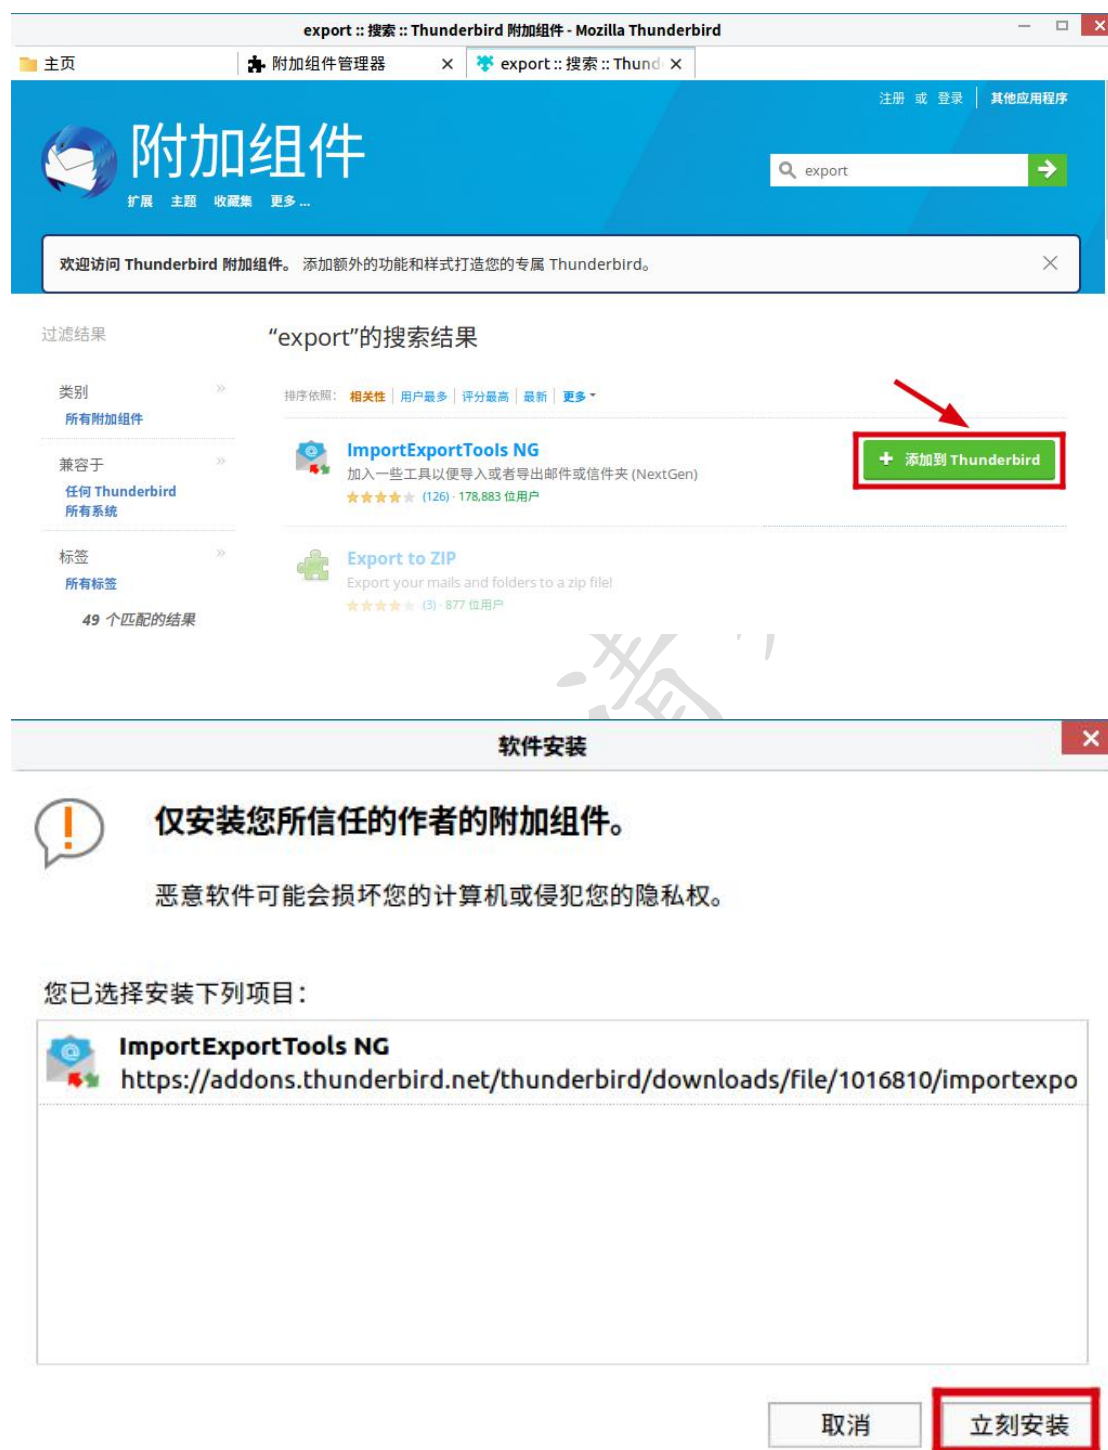 export :: 搜索 :: Thunderbird 附加组件 - Mozilla Thunderbird
主页 附加组件管理器 export :: 搜索 :: Thund
注册 或 登录 其他应用程序
附加组件
export
扩展 主题 收藏集 更多 ...
欢迎访问 Thunderbird 附加组件。 添加额外的功能和样式打造您的专属 Thunderbird。
过滤结果
“export”的搜索结果
类别 »
所有附加组件
排序依照: 相关性 用户最多 评分最高 最新 更多
ImportExportTools NG
加入一些工具以便导入或者导出邮件或信件夹 (NextGen)
(126) · 178,883 位用户
添加到 Thunderbird
兼容于 »
任何 Thunderbird
所有系统
标签 »
所有标签
49 个匹配的结果
Export to ZIP
Export your mails and folders to a zip file!
(3) · 877 位用户
软件安装
仅安装您所信任的作者的附加组件。
恶意软件可能会损坏您的计算机或侵犯您的隐私权。
您已选择安装下列项目：
ImportExportTools NG
https://addons.thunderbird.net/thunderbird/downloads/file/1016810/importexpo
取消 立刻安装